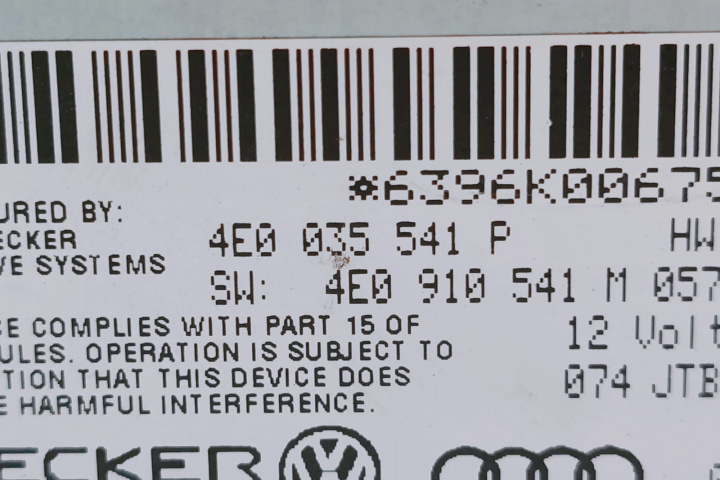 *6396K00675
URED BY:
ECKER
VE SYSTEMS
4E0 035 541 P HW
SW: 4E0 910 541 M 057
CE COMPLIES WITH PART 15 OF
ULES. OPERATION IS SUBJECT TO
TION THAT THIS DEVICE DOES
E HARMFUL INTERFERENCE.
12 Volt
074 JTB
ECKER